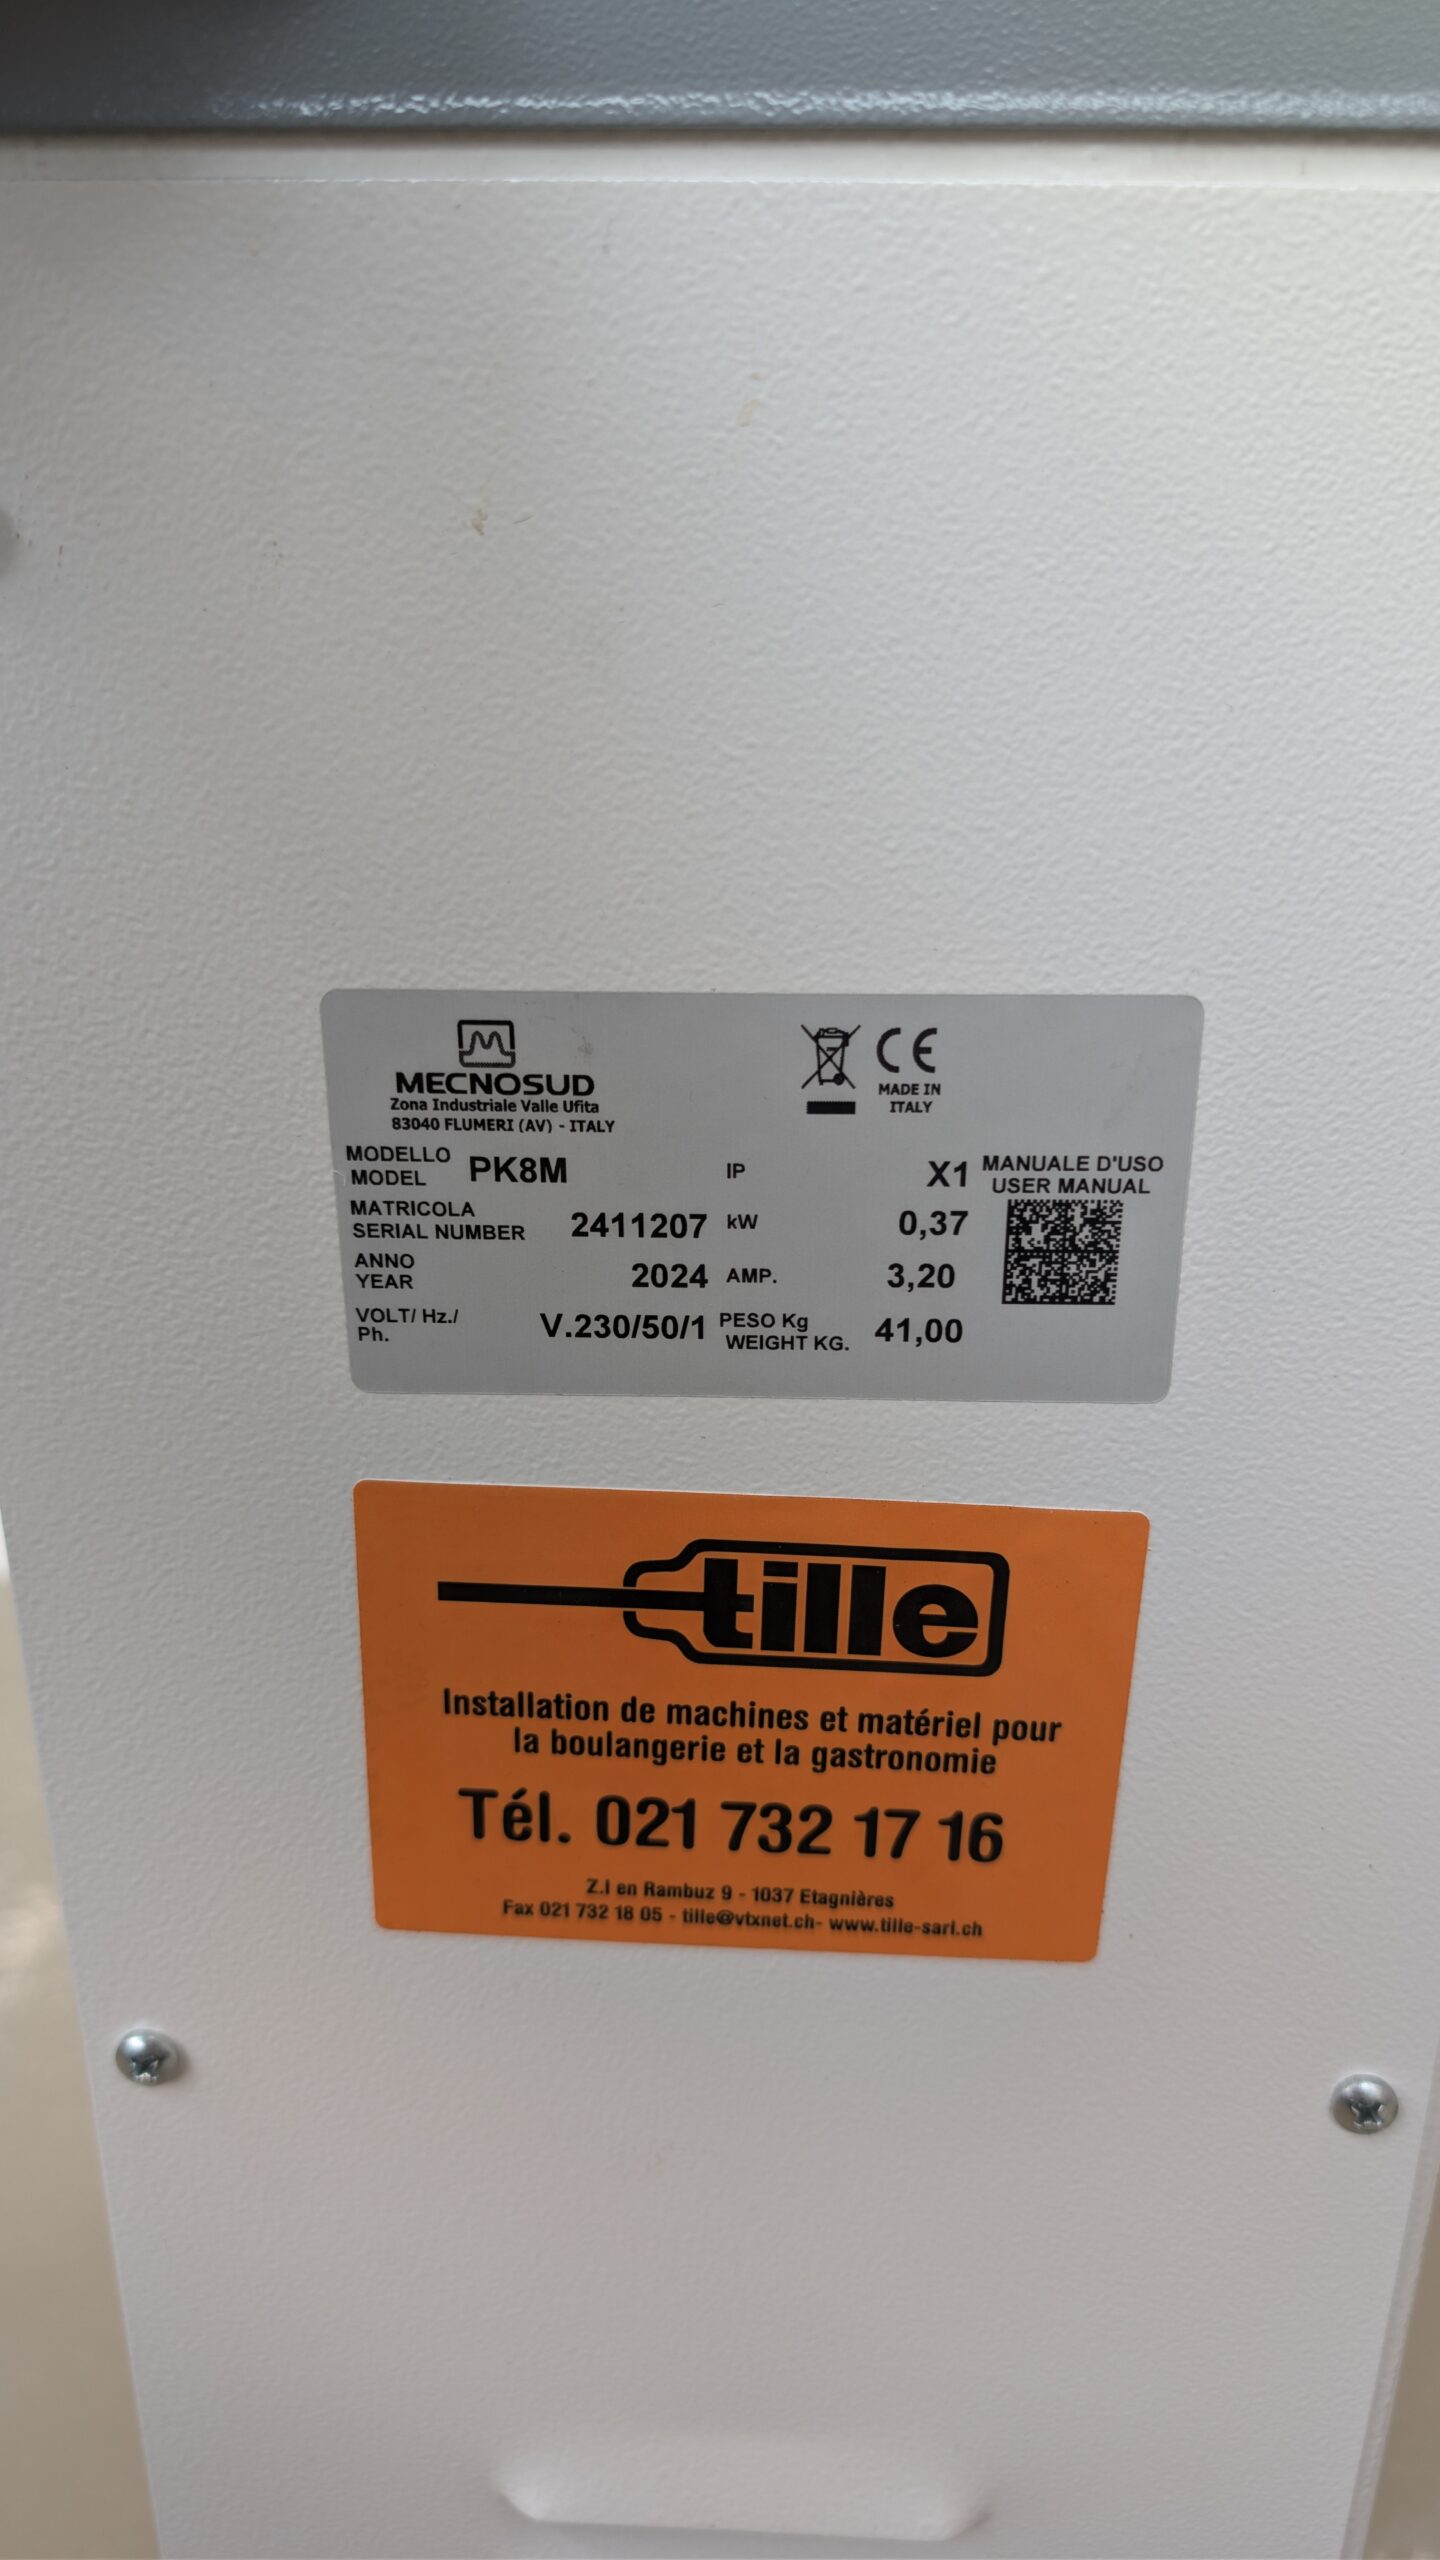 MECNOSUD
Zona Industriale Valle Ufita
83040 FLUMERI (AV) - ITALY
CE
MADE IN
ITALY
MODELLO
MODEL PK8M
IP X1
MATRICOLA
SERIAL NUMBER 2411207
kW 0,37
ANNO
YEAR 2024
AMP. 3,20
VOLT/ Hz./
Ph. V.230/50/1
PESO Kg
WEIGHT KG. 41,00
MANUALE D'USO
USER MANUAL
tille
Installation de machines et matériel pour
la boulangerie et la gastronomie
Tél. 021 732 17 16
Z.I en Rambuz 9 - 1037 Etagnières
Fax 021 732 18 05 - tille@vtxnet.ch- www.tille-sarl.ch